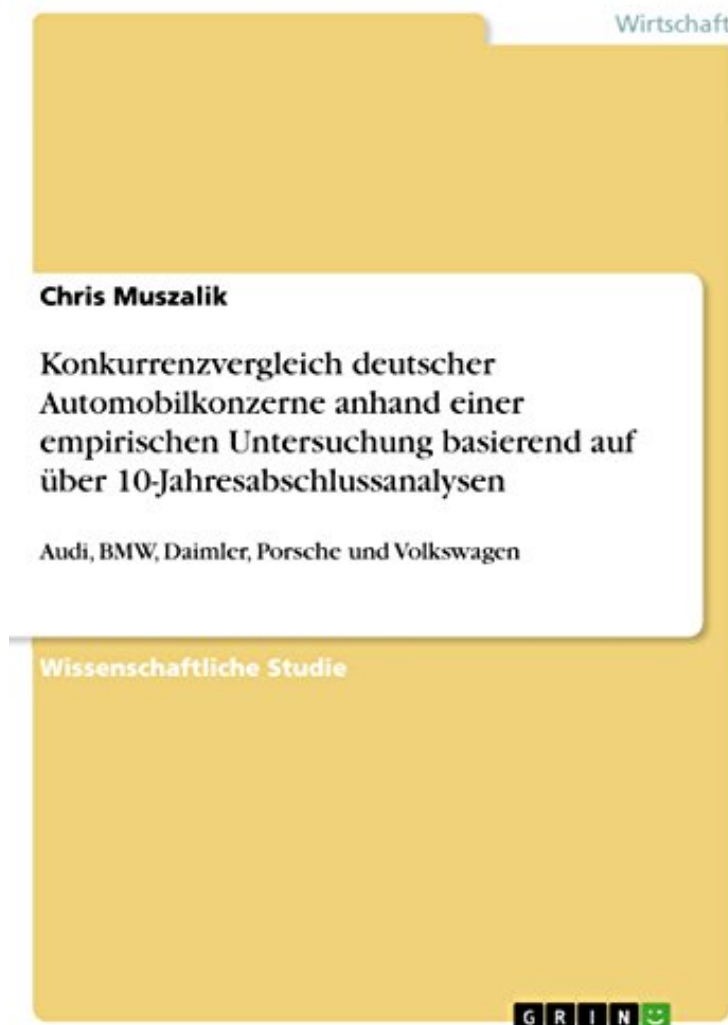 Wirtschaft
Chris Muszalik
Konkurrenzvergleich deutscher
Automobilkonzerne anhand einer
empirischen Untersuchung basierend auf
über 10-Jahresabschlussanalysen
Audi, BMW, Daimler, Porsche und Volkswagen
Wissenschaftliche Studie
GRIN